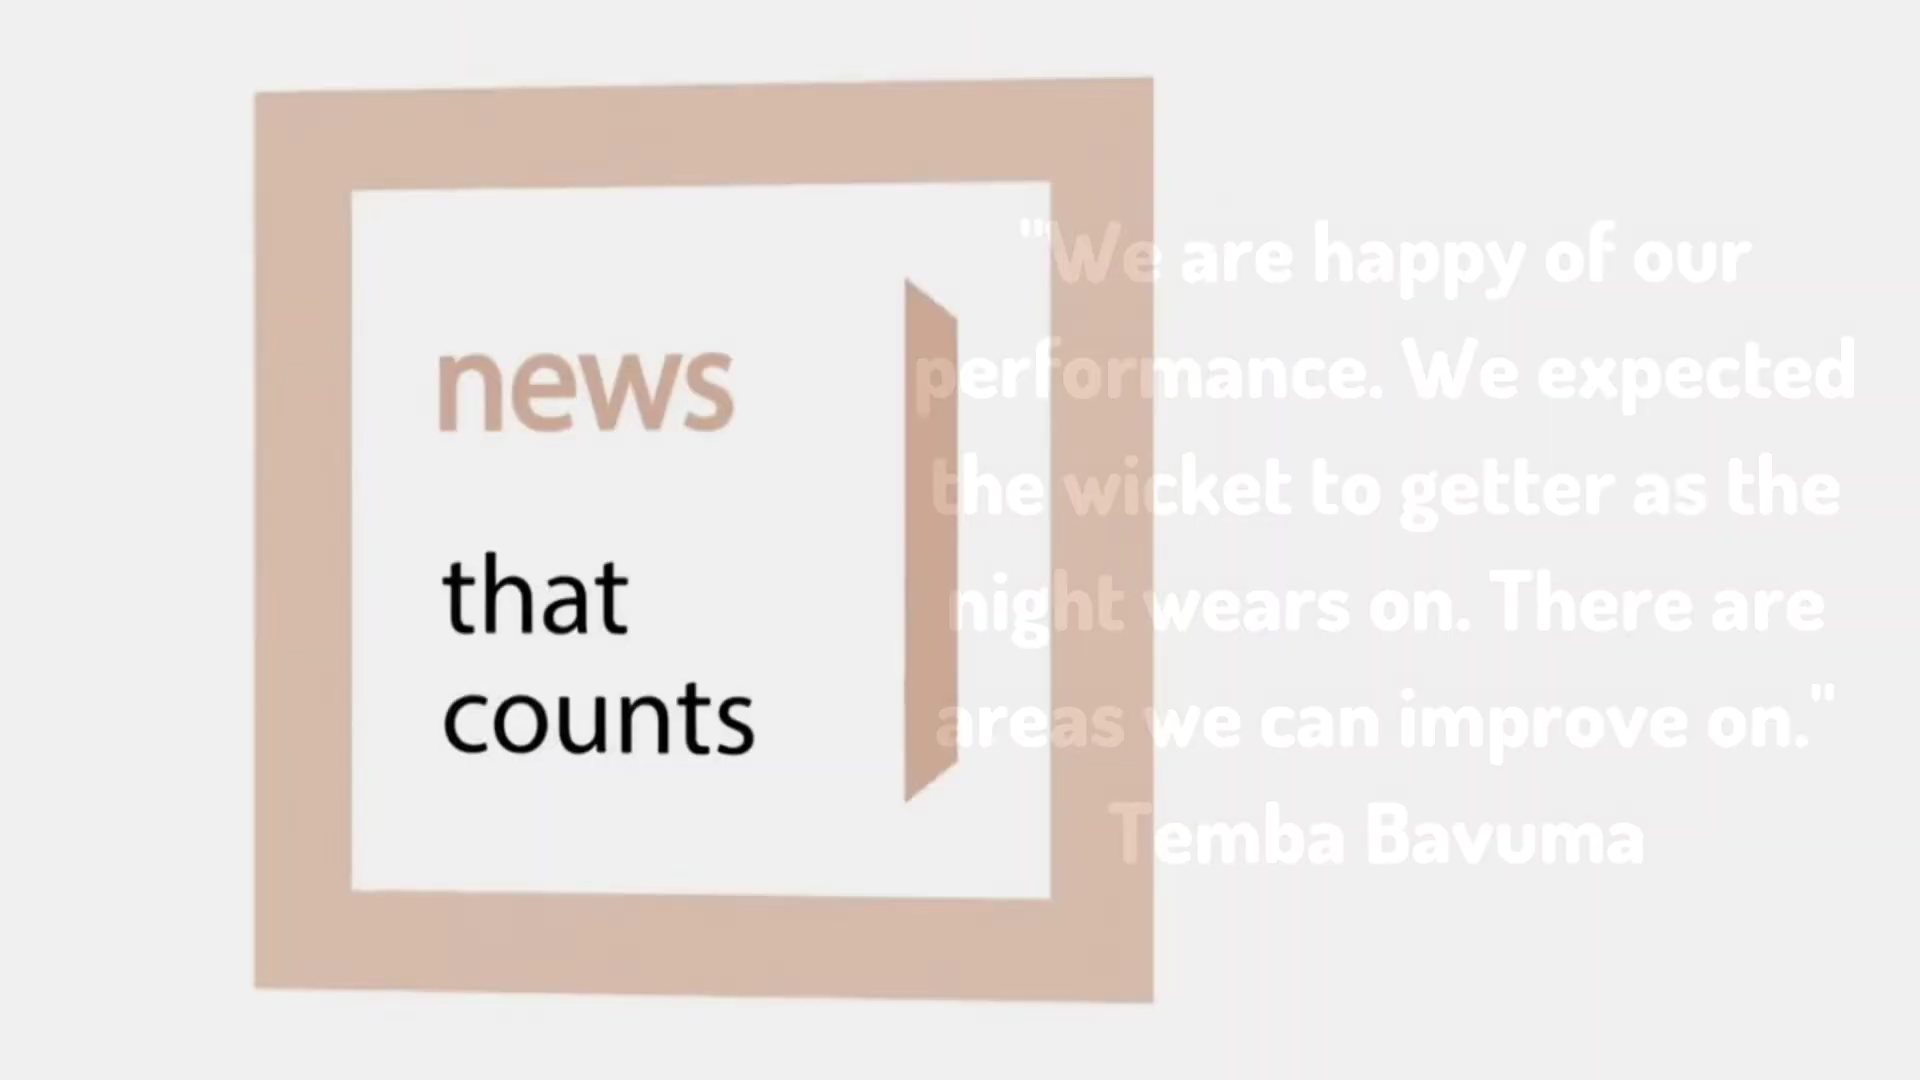 news
that
counts
"We are happy of our
performance. We expected
the wicket to getter as the
night wears on. There are
areas we can improve on."
Temba Bavuma